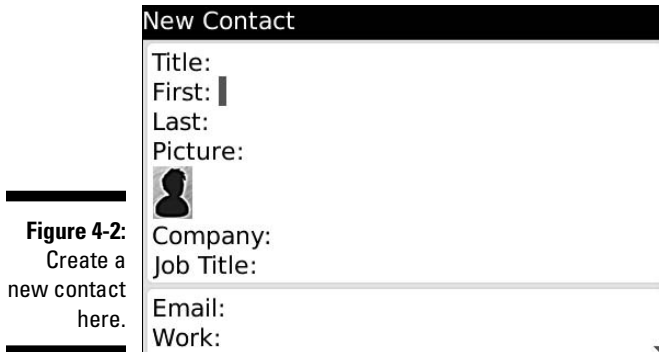 New Contact
Title:
First:
Last:
Picture:
Company:
Job Title:
Email:
Work:
Figure 4-2:
Create a
new contact
here.